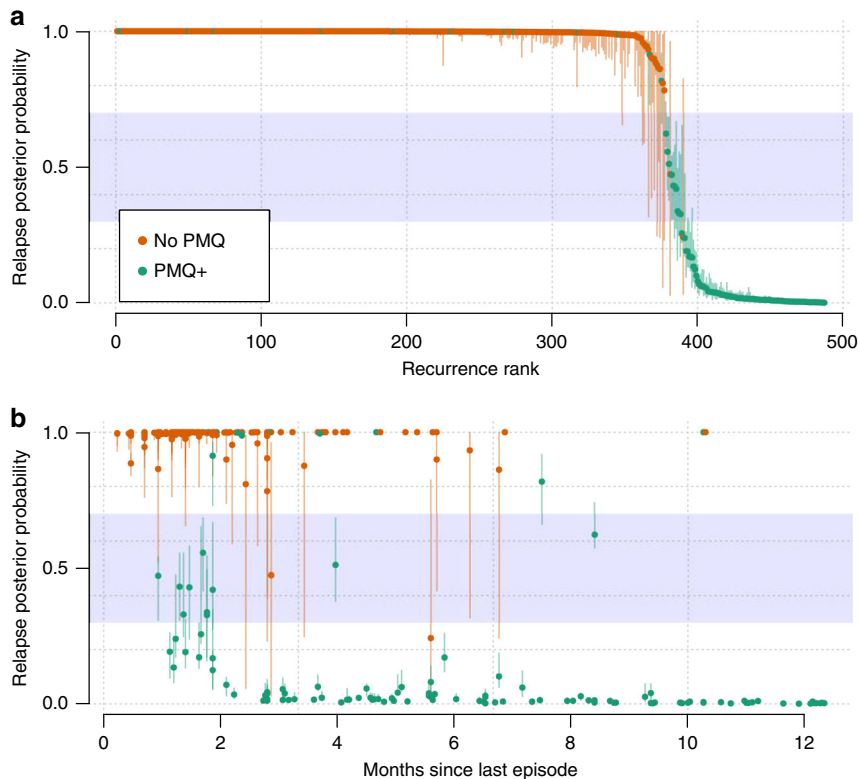 a
Relapse posterior probability
1.0
0.5
0.0
No PMQ
PMQ+
0 100 200 300 400 500
Recurrence rank
b
Relapse posterior probability
1.0
0.5
0.0
0 2 4 6 8 10 12
Months since last episode